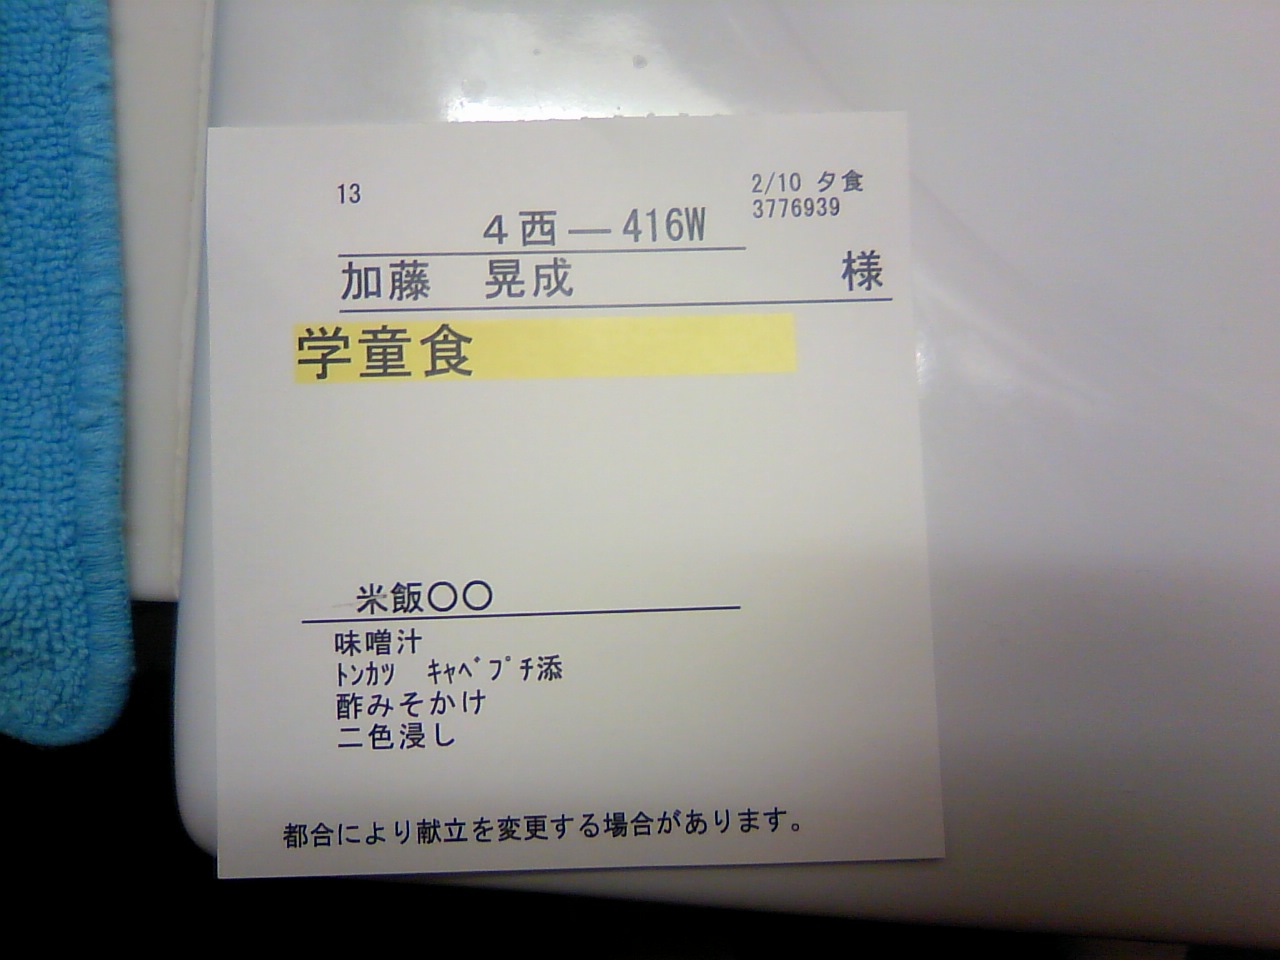 13
2/10 夕食
3776939
4西―416W
加藤 晃成 様
学童食
米飯〇〇
味噌汁
ﾄﾝｶﾂ ｷｬﾍﾞﾌﾟﾁ添
酢みそかけ
二色浸し
都合により献立を変更する場合があります。